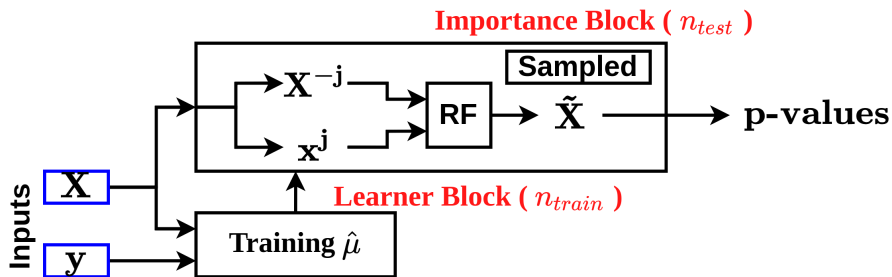 Importance Block ( n_test )
Sampled
X^−j
RF
X̃
p-values
x^j
Inputs
X
Learner Block ( n_train )
Training μ̂
y